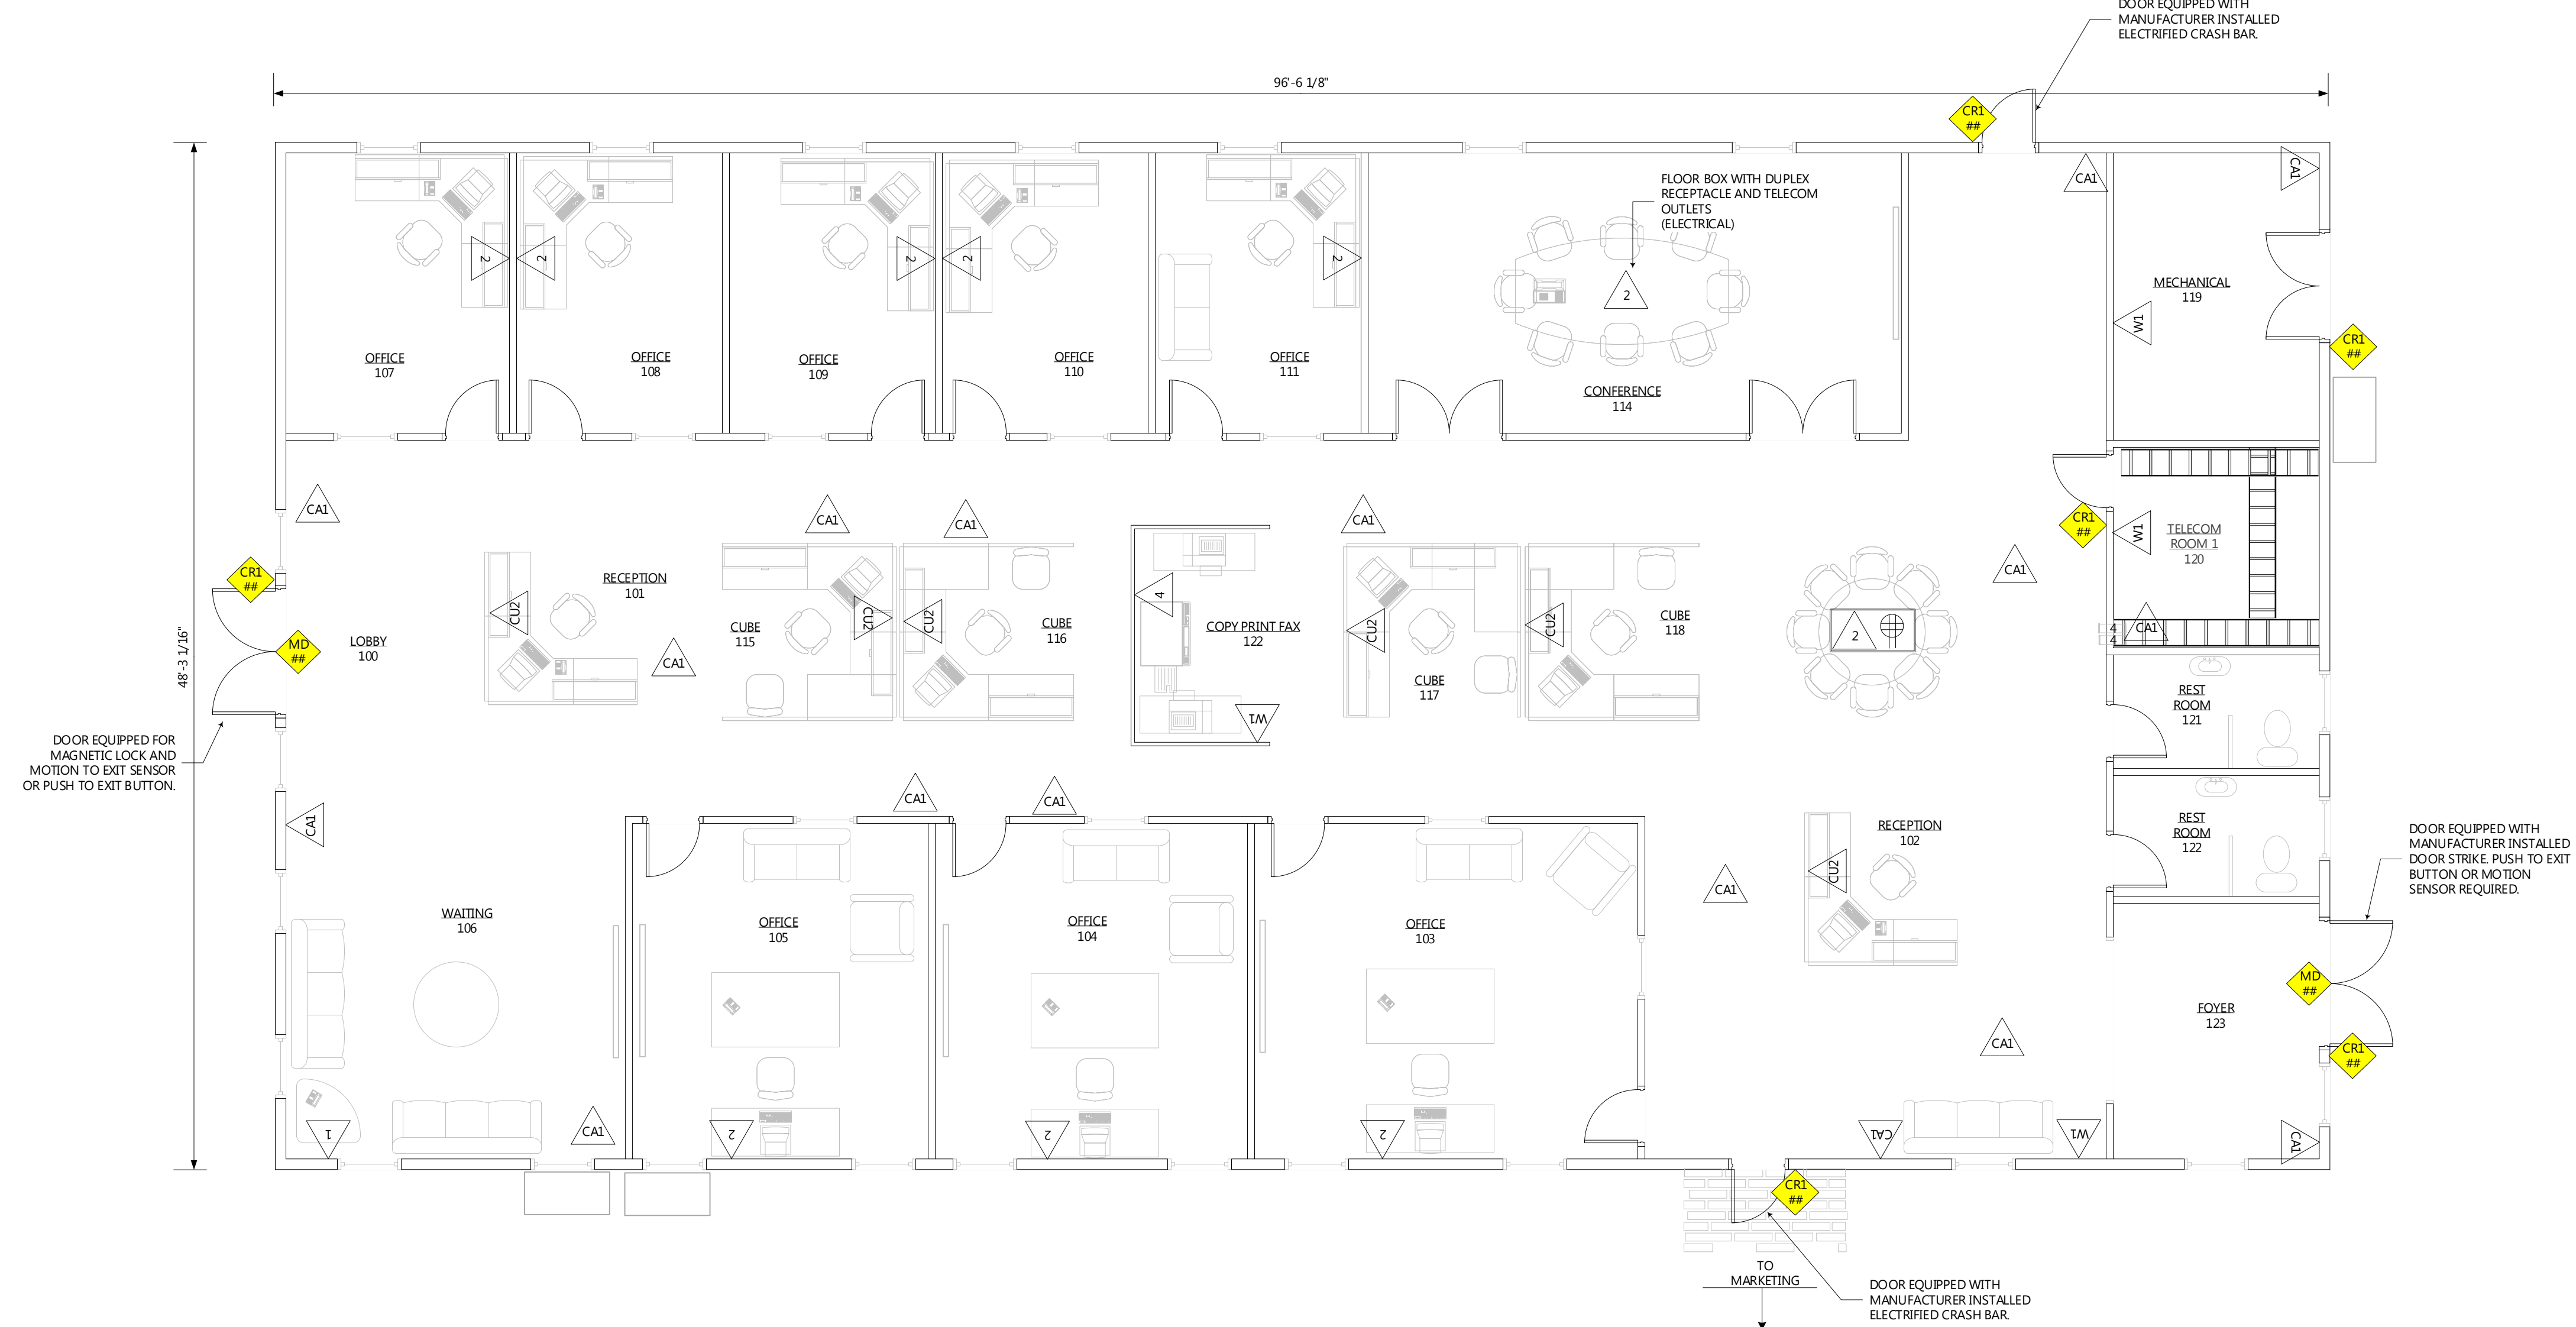 DOOR EQUIPPED WITH
MANUFACTURER INSTALLED
ELECTRIFIED CRASH BAR.
96'-6 1/8"
CR1
##
CA1
CA1
FLOOR BOX WITH DUPLEX
RECEPTACLE AND TELECOM
OUTLETS
(ELECTRICAL)
2
2
2
2
2
2
MECHANICAL
119
W1
CR1
##
OFFICE
107
OFFICE
108
OFFICE
109
OFFICE
110
OFFICE
111
CONFERENCE
114
CA1
CA1
CA1
CA1
CR1
##
W1
TELECOM
ROOM 1
120
CA1
CR1
##
RECEPTION
101
CU2
4
CUBE
115
CU2
CU2
CUBE
116
COPY PRINT FAX
122
CU2
CU2
CUBE
118
2
4
4
CA1
48'-3 1/16"
MD
##
LOBBY
100
CA1
CUBE
117
W1
REST
ROOM
121
DOOR EQUIPPED FOR
MAGNETIC LOCK AND
MOTION TO EXIT SENSOR
OR PUSH TO EXIT BUTTON.
CA1
CA1
CA1
RECEPTION
102
CU2
REST
ROOM
122
DOOR EQUIPPED WITH
MANUFACTURER INSTALLED
DOOR STRIKE. PUSH TO EXIT
BUTTON OR MOTION
SENSOR REQUIRED.
CA1
WAITING
106
OFFICE
105
OFFICE
104
OFFICE
103
MD
##
FOYER
123
CA1
CR1
##
1
CA1
2
2
2
CA1
W1
CA1
CR1
##
TO
MARKETING
DOOR EQUIPPED WITH
MANUFACTURER INSTALLED
ELECTRIFIED CRASH BAR.